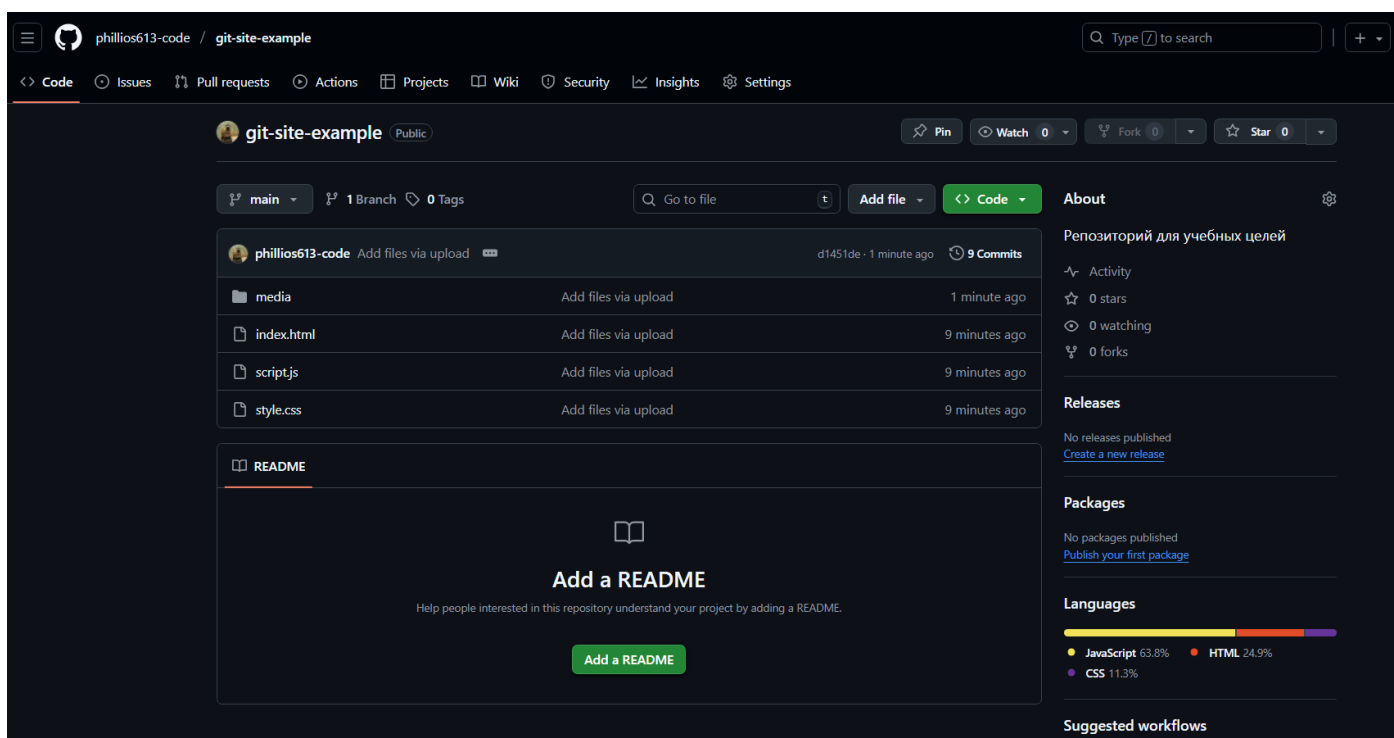 phillios613-code / git-site-example
Type / to search
Code Issues Pull requests Actions Projects Wiki Security Insights Settings
git-site-example Public
Pin Watch 0 Fork 0 Star 0
main 1 Branch 0 Tags
Go to file t
Add file Code
phillios613-code Add files via upload d1451de · 1 minute ago 9 Commits
media Add files via upload 1 minute ago
index.html Add files via upload 9 minutes ago
script.js Add files via upload 9 minutes ago
style.css Add files via upload 9 minutes ago
README
Add a README
Help people interested in this repository understand your project by adding a README.
Add a README
About
Репозиторий для учебных целей
Activity
0 stars
0 watching
0 forks
Releases
No releases published
Create a new release
Packages
No packages published
Publish your first package
Languages
JavaScript 63.8% HTML 24.9%
CSS 11.3%
Suggested workflows